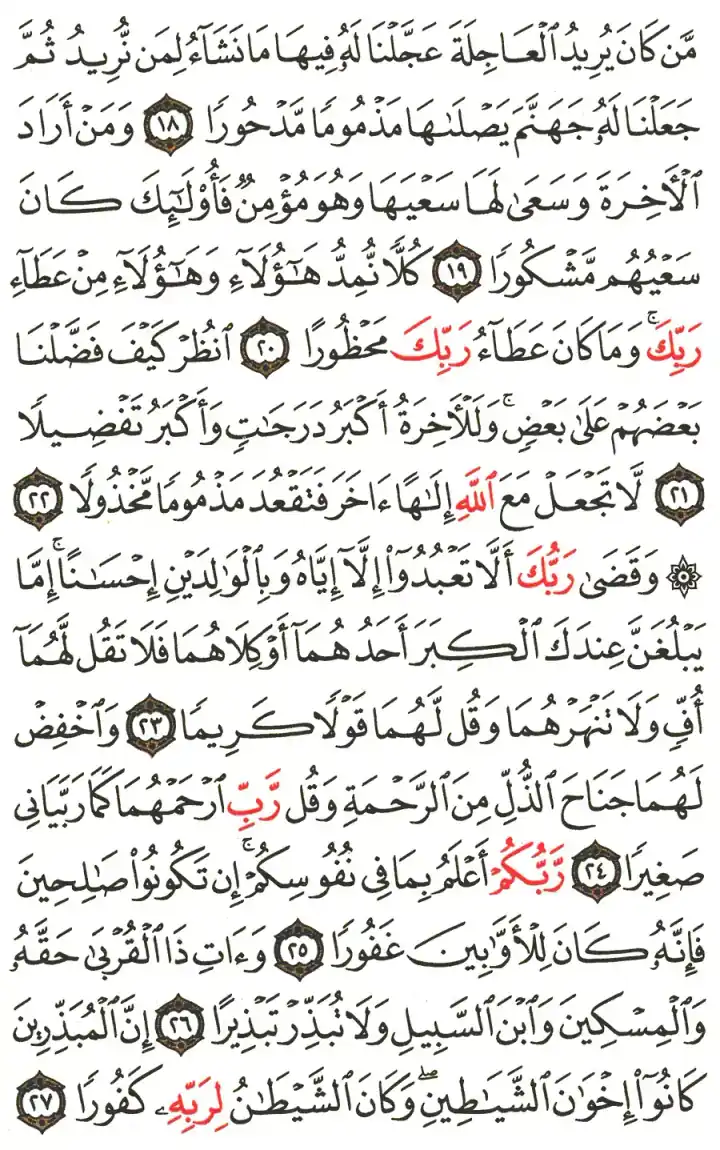 مَّن كَانَ يُرِيدُ ٱلْعَاجِلَةَ عَجَّلْنَا لَهُۥ فِيهَا مَا نَشَآءُ لِمَن نُّرِيدُ ثُمَّ
جَعَلْنَا لَهُۥ جَهَنَّمَ يَصْلَىٰهَا مَذْمُومًا مَّدْحُورًا ١٨ وَمَنْ أَرَادَ
ٱلْأَخِرَةَ وَسَعَىٰ لَهَا سَعْيَهَا وَهُوَ مُؤْمِنٌ فَأُو۟لَٰٓئِكَ كَانَ
سَعْيُهُم مَّشْكُورًا ١٩ كُلًّا نُّمِدُّ هَٰٓؤُلَآءِ وَهَٰٓؤُلَآءِ مِنْ عَطَآءِ
رَبِّكَۚ وَمَا كَانَ عَطَآءُ رَبِّكَ مَحْظُورًا ٢٠ ٱنظُرْ كَيْفَ فَضَّلْنَا
بَعْضَهُمْ عَلَىٰ بَعْضٍۚ وَلَلْأَخِرَةُ أَكْبَرُ دَرَجَٰتٍ وَأَكْبَرُ تَفْضِيلًا
٢١ لَّا تَجْعَلْ مَعَ ٱللَّهِ إِلَٰهًا ءَاخَرَ فَتَقْعُدَ مَذْمُومًا مَّخْذُولًا ٢٢
۞ وَقَضَىٰ رَبُّكَ أَلَّا تَعْبُدُوٓا۟ إِلَّآ إِيَّاهُ وَبِٱلْوَٰلِدَيْنِ إِحْسَٰنًاۚ إِمَّا
يَبْلُغَنَّ عِندَكَ ٱلْكِبَرَ أَحَدُهُمَآ أَوْ كِلَاهُمَا فَلَا تَقُل لَّهُمَآ
أُفٍّ وَلَا تَنْهَرْهُمَا وَقُل لَّهُمَا قَوْلًا كَرِيمًا ٢٣ وَٱخْفِضْ
لَهُمَا جَنَاحَ ٱلذُّلِّ مِنَ ٱلرَّحْمَةِ وَقُل رَّبِّ ٱرْحَمْهُمَا كَمَا رَبَّيَانِى
صَغِيرًا ٢٤ رَّبُّكُمْ أَعْلَمُ بِمَا فِى نُفُوسِكُمْۚ إِن تَكُونُوا۟ صَٰلِحِينَ
فَإِنَّهُۥ كَانَ لِلْأَوَّٰبِينَ غَفُورًا ٢٥ وَءَاتِ ذَا ٱلْقُرْبَىٰ حَقَّهُۥ
وَٱلْمِسْكِينَ وَٱبْنَ ٱلسَّبِيلِ وَلَا تُبَذِّرْ تَبْذِيرًا ٢٦ إِنَّ ٱلْمُبَذِّرِينَ
كَانُوٓا۟ إِخْوَٰنَ ٱلشَّيَٰطِينِۖ وَكَانَ ٱلشَّيْطَٰنُ لِرَبِّهِۦ كَفُورًا ٢٧